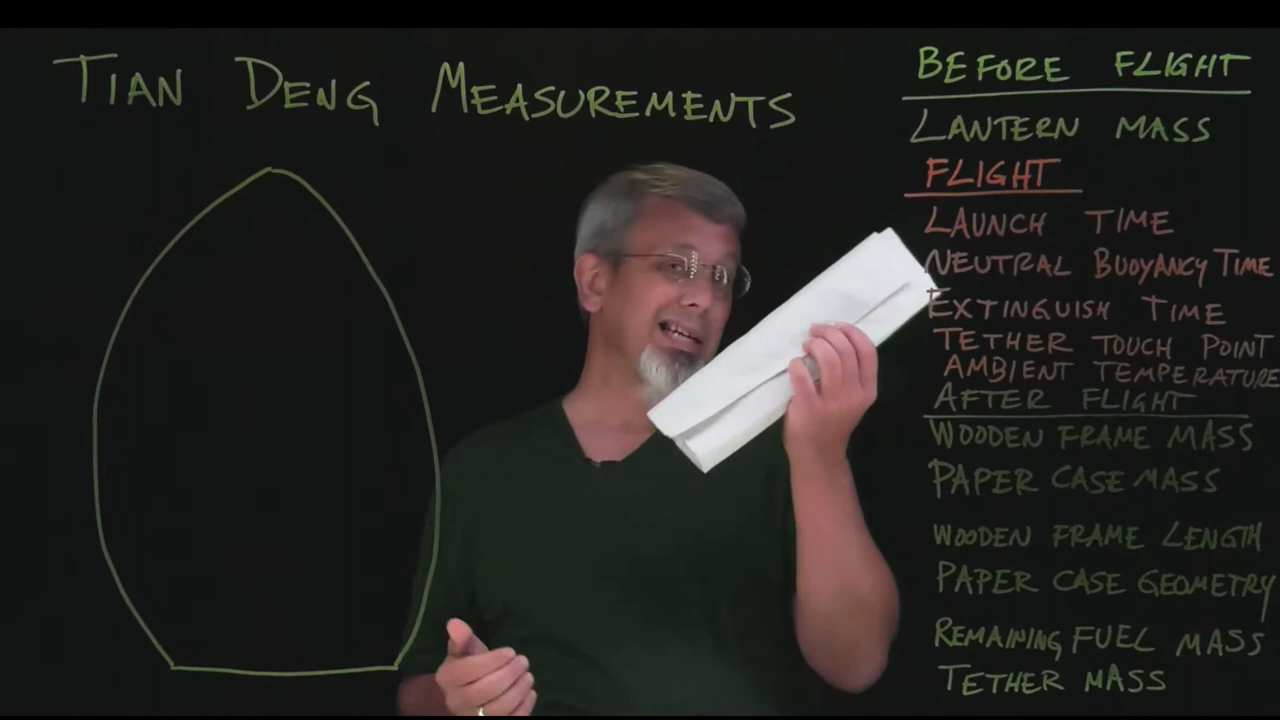 TIAN DENG MEASUREMENTS
BEFORE FLIGHT
LANTERN MASS
FLIGHT
LAUNCH TIME
NEUTRAL BUOYANCY TIME
EXTINGUISH TIME
TETHER TOUCH POINT
AMBIENT TEMPERATURE
AFTER FLIGHT
WOODEN FRAME MASS
PAPER CASE MASS
WOODEN FRAME LENGTH
PAPER CASE GEOMETRY
REMAINING FUEL MASS
TETHER MASS